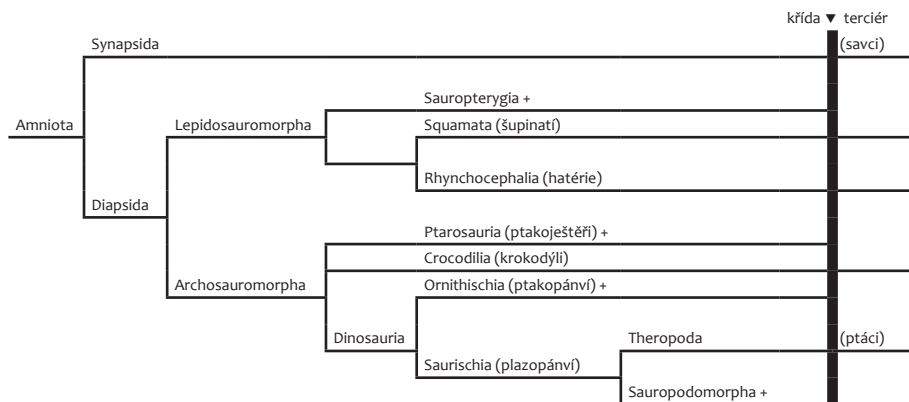 křída ▼ terciér
Synapsida
(savci)
Sauropterygia +
Amniota
Lepidosauromorpha
Squamata (šupinatí)
Rhynchocephalia (hatérie)
Diapsida
Ptarosauria (ptakoještěři) +
Crocodilia (krokodýli)
Archosauromorpha
Ornithischia (ptakopánví) +
Dinosauria
Theropoda
(ptáci)
Saurischia (plazopánví)
Sauropodomorpha +